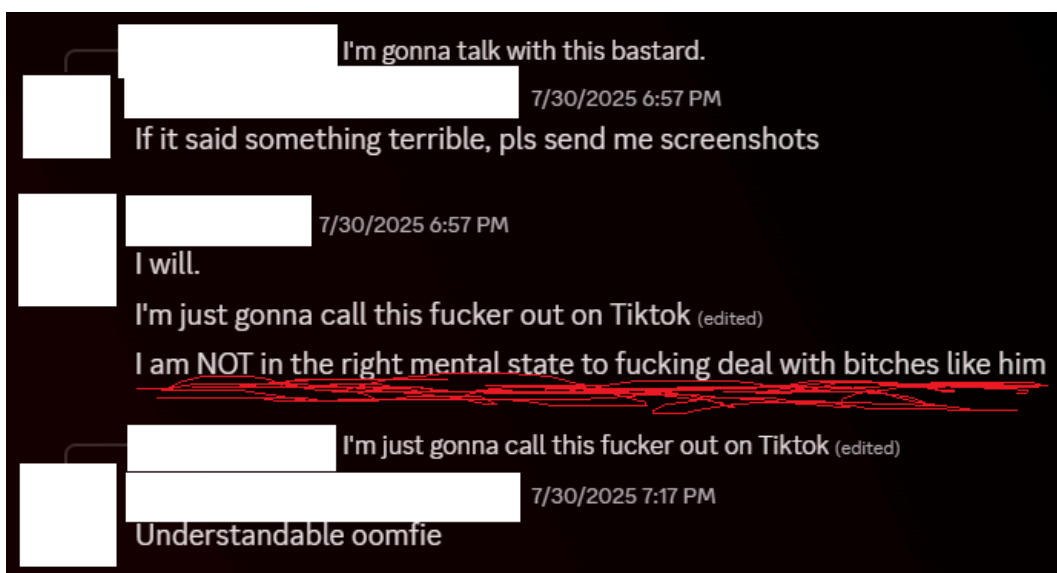 I'm gonna talk with this bastard.
7/30/2025 6:57 PM
If it said something terrible, pls send me screenshots
7/30/2025 6:57 PM
I will.
I'm just gonna call this fucker out on Tiktok (edited)
I am NOT in the right mental state to fucking deal with bitches like him
I'm just gonna call this fucker out on Tiktok (edited)
7/30/2025 7:17 PM
Understandable oomfie